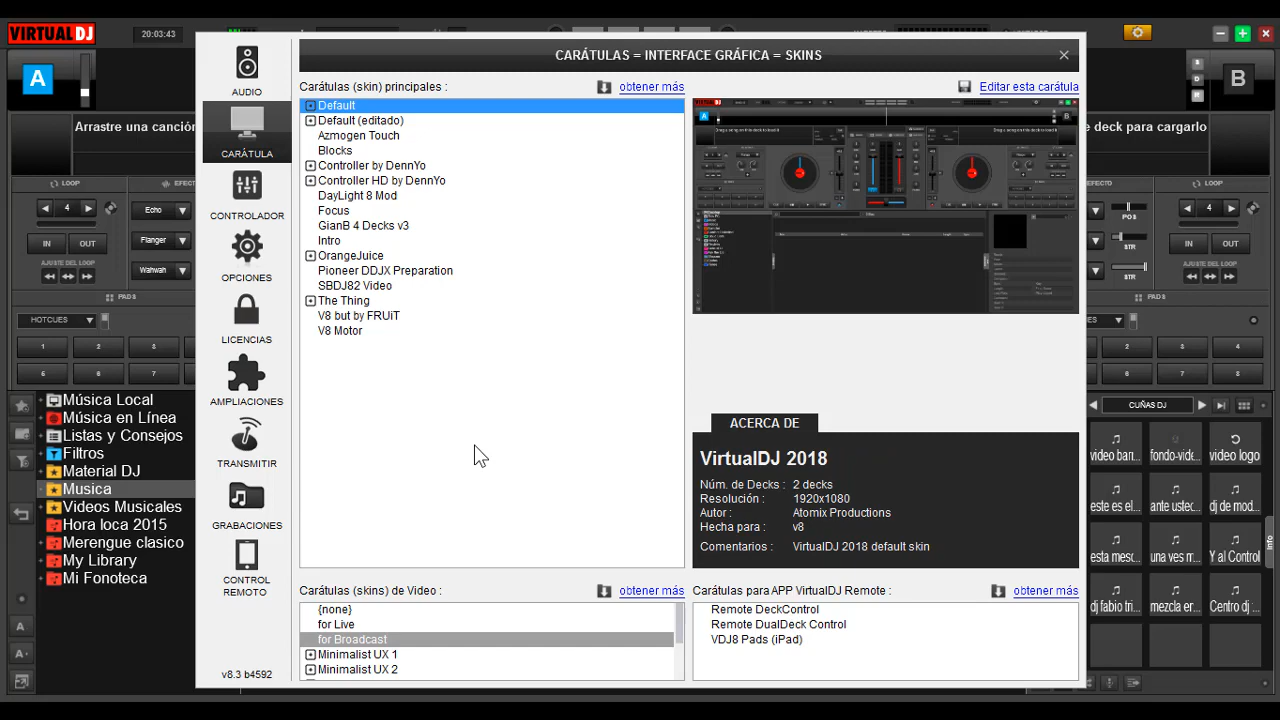 VIRTUAL DJ
20:03:43
A
B
Arrastre una canción
deck para cargarlo
LOOP
EFECT
4
Echo
IN
OUT
Flanger
AJUSTE DEL LOOP
Wahwah
PADS
HOTCUES
1
2
3
5
6
7
Música Local
Música en Línea
Listas y Consejos
Filtros
Material DJ
Musica
Videos Musicales
Hora loca 2015
Merengue clasico
My Library
Mi Fonoteca
AUDIO
CARÁTULA
CONTROLADOR
OPCIONES
LICENCIAS
AMPLIACIONES
TRANSMITIR
GRABACIONES
CONTROL
REMOTO
v8.3 b4592
CARÁTULAS = INTERFACE GRÁFICA = SKINS
Carátulas (skin) principales :
obtener más
Default
Default (editado)
Azmogen Touch
Blocks
Controller by DennYo
Controller HD by DennYo
DayLight 8 Mod
Focus
GianB 4 Decks v3
Intro
OrangeJuice
Pioneer DDJX Preparation
SBDJ82 Video
The Thing
V8 but by FRUiT
V8 Motor
Editar esta carátula
ACERCA DE
VirtualDJ 2018
Núm. de Decks : 2 decks
Resolución : 1920x1080
Autor : Atomix Productions
Hecha para : v8
Comentarios : VirtualDJ 2018 default skin
Carátulas (skins) de Video :
obtener más
{none}
for Live
for Broadcast
Minimalist UX 1
Minimalist UX 2
Carátulas para APP VirtualDJ Remote :
obtener más
Remote DeckControl
Remote DualDeck Control
VDJ8 Pads (iPad)
EFECTO
LOOP
POS
4
STR
IN
OUT
AJUSTE DEL LOOP
STR
PADS
2
3
4
6
7
8
CUÑAS DJ
video ban...
fondo-vide...
video logo
este es el...
ante ustec...
dj de mod...
esta mesc...
una ves m...
Y al Control
dj fabio tri...
mezcla er...
Centro dj ...
Info